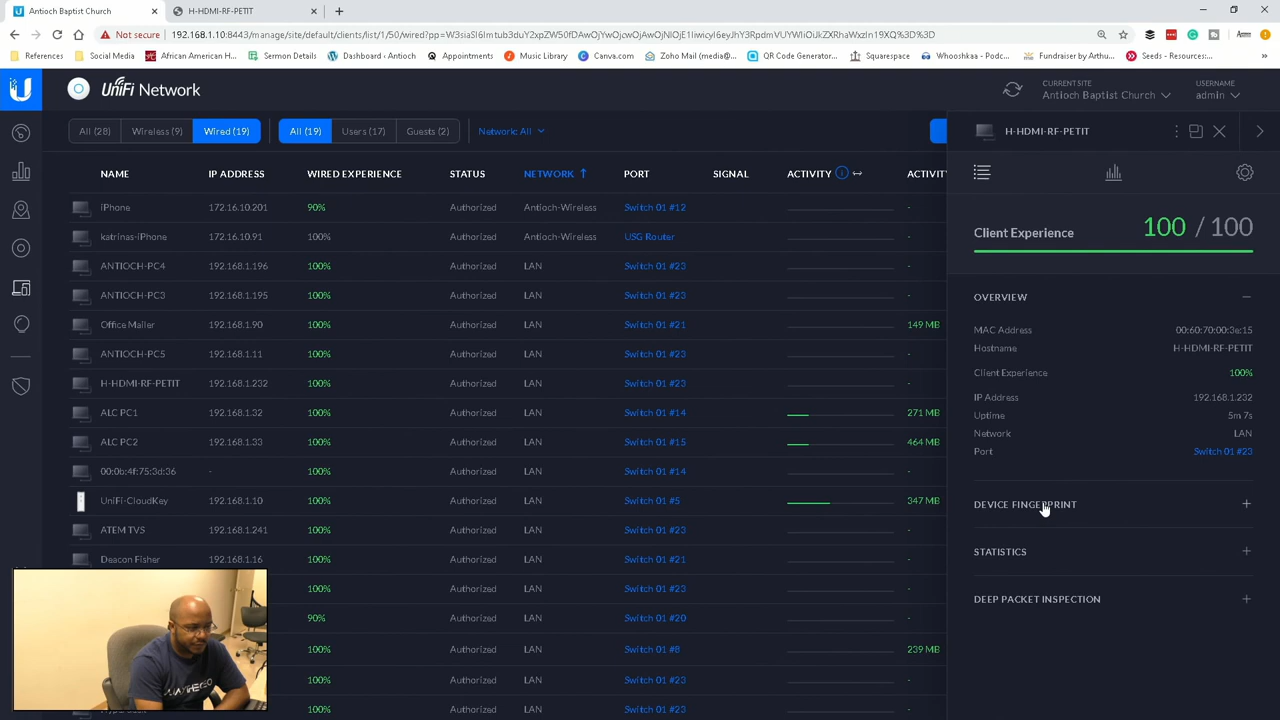 Antioch Baptist Church
H-HDMI-RF-PETIT
Not secure 192.168.1.10:8443/manage/site/default/clients/list/1/50/wired?pp=
References Social Media African American H... Sermon Details Dashboard ‹ Antioch Appointments Music Library Canva.com Zoho Mail (media@... QR Code Generator... Squarespace Whooshkaa - Podc... Fundraiser by Arthu... Seeds - Resources...
UniFi Network
CURRENT SITE
Antioch Baptist Church
USERNAME
admin
All (28) Wireless (9) Wired (19) All (19) Users (17) Guests (2) Network: All
NAME IP ADDRESS WIRED EXPERIENCE STATUS NETWORK PORT SIGNAL ACTIVITY
iPhone 172.16.10.201 90% Authorized Antioch-Wireless Switch 01 #12 -
katrinas-iPhone 172.16.10.91 100% Authorized Antioch-Wireless USG Router -
ANTIOCH-PC4 192.168.1.196 100% Authorized LAN Switch 01 #23 -
ANTIOCH-PC3 192.168.1.195 100% Authorized LAN Switch 01 #23 -
Office Mailer 192.168.1.90 100% Authorized LAN Switch 01 #21 149 MB
ANTIOCH-PC5 192.168.1.11 100% Authorized LAN Switch 01 #23 -
H-HDMI-RF-PETIT 192.168.1.232 100% Authorized LAN Switch 01 #23 -
ALC PC1 192.168.1.32 100% Authorized LAN Switch 01 #14 271 MB
ALC PC2 192.168.1.33 100% Authorized LAN Switch 01 #15 464 MB
00:0b:4f:75:3d:36 - 100% Authorized LAN Switch 01 #14 -
UniFi-CloudKey 192.168.1.10 100% Authorized LAN Switch 01 #5 347 MB
ATEM TVS 192.168.1.241 100% Authorized LAN Switch 01 #23 -
Deacon Fisher 192.168.1.16 100% Authorized LAN Switch 01 #21 -
100% Authorized LAN Switch 01 #23 -
90% Authorized LAN Switch 01 #20 -
100% Authorized LAN Switch 01 #8 239 MB
100% Authorized LAN Switch 01 #23 -
100% Authorized LAN Switch 01 #23 -
H-HDMI-RF-PETIT
Client Experience 100 / 100
OVERVIEW
MAC Address 00:60:70:00:3a:15
Hostname H-HDMI-RF-PETIT
Client Experience 100%
IP Address 192.168.1.232
Uptime 5m 7s
Network LAN
Port Switch 01 #23
DEVICE FINGERPRINT
STATISTICS
DEEP PACKET INSPECTION